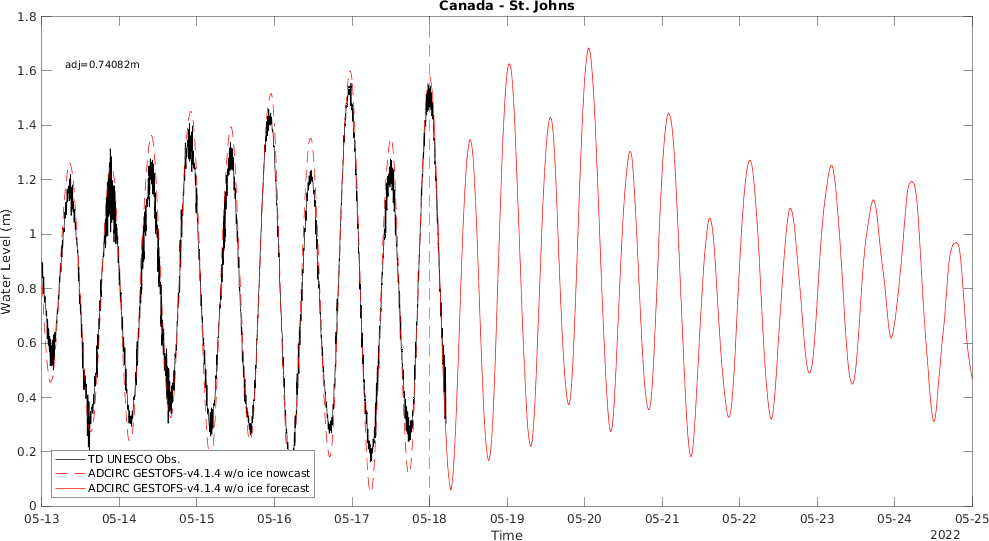 Canada - St. Johns
1.8
1.6
1.4
1.2
1
0.8
0.6
0.4
0.2
0
Water Level (m)
adj=0.74082m
TD UNESCO Obs.
ADCIRC GESTOFS-v4.1.4 w/o ice nowcast
ADCIRC GESTOFS-v4.1.4 w/o ice forecast
05-13 05-14 05-15 05-16 05-17 05-18 05-19 05-20 05-21 05-22 05-23 05-24 05-25
Time
2022